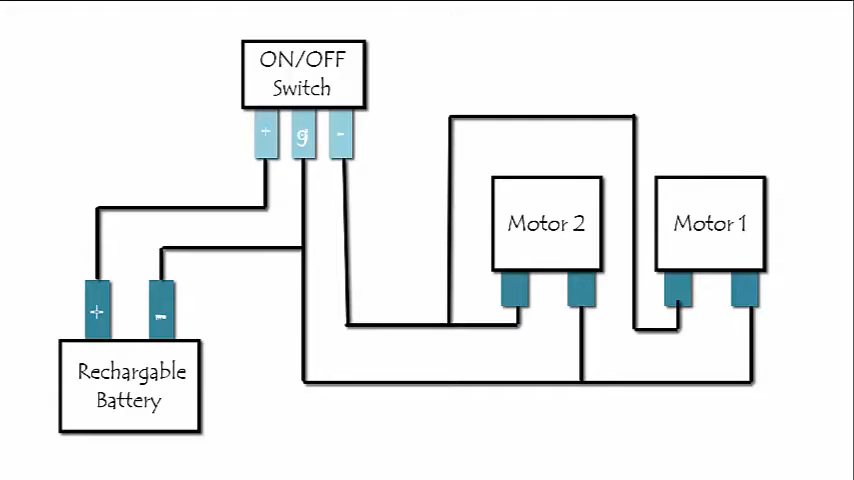 ON/OFF
Switch
+ g -
Motor 2
Motor 1
+ -
Rechargable
Battery